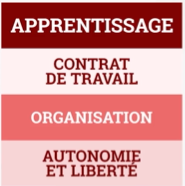 APPRENTISSAGE
CONTRAT
DE TRAVAIL
ORGANISATION
AUTONOMIE
ET LIBERTÉ